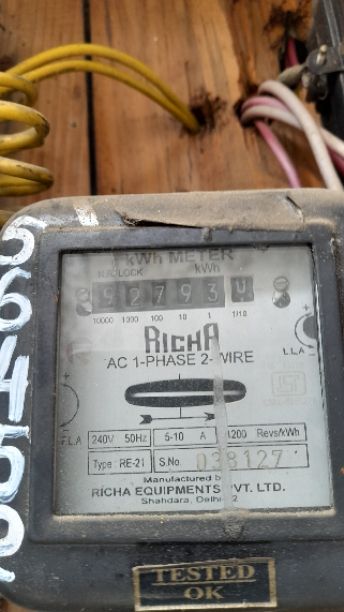 kWh METER
kWh
92793
10000 1000 100 10 1 1/10
RICHA
AC 1-PHASE 2-WIRE
F.L.A
L.L.A
240V 50Hz 5-10 A 1200 Revs/kWh
Type : RE-21 S.No. 038127
Manufactured by
RICHA EQUIPMENTS PVT. LTD.
Shahdara, Delhi-32
TESTED
OK